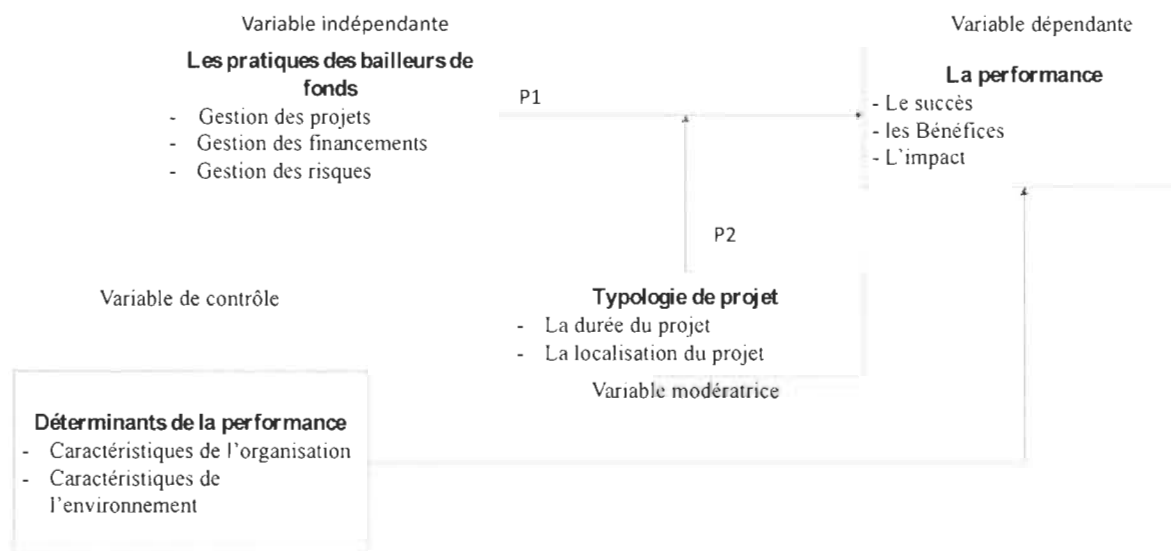 Variable indépendante
Les pratiques des bailleurs de
fonds
- Gestion des projets
- Gestion des financements
- Gestion des risques
P1
Variable dépendante
La performance
- Le succès
- les Bénéfices
- L'impact
P2
Typologie de projet
- La durée du projet
- La localisation du projet
Variable modératrice
Variable de contrôle
Déterminants de la performance
- Caractéristiques de l'organisation
- Caractéristiques de
l'environnement